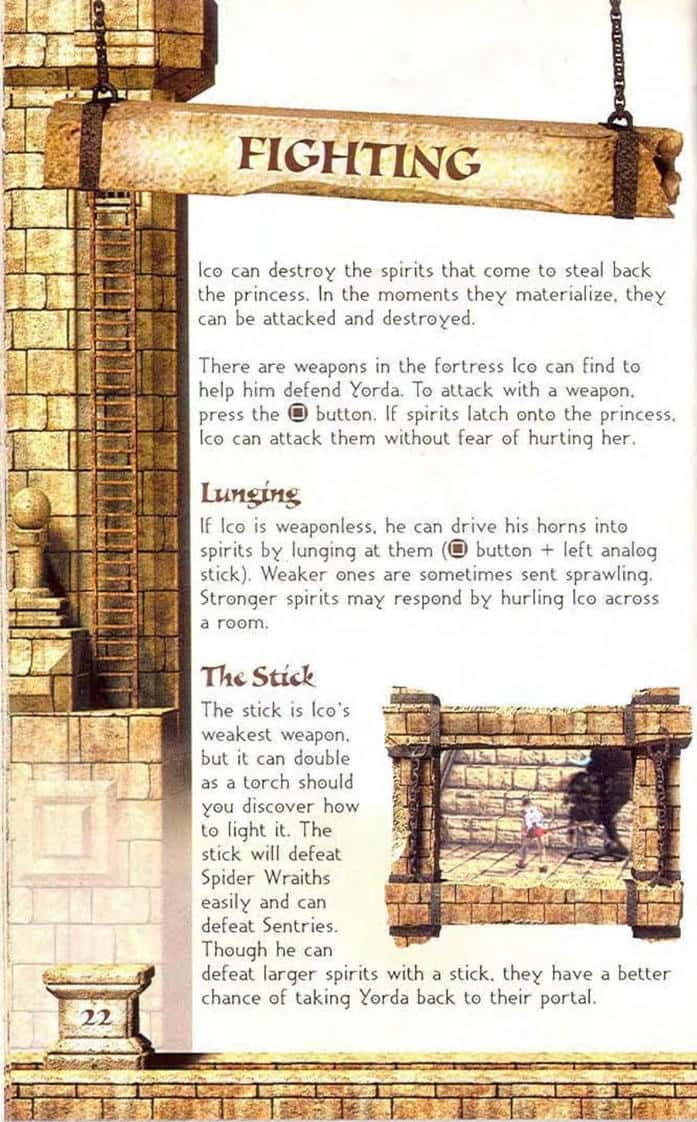 FIGHTING
Ico can destroy the spirits that come to steal back
the princess. In the moments they materialize, they
can be attacked and destroyed.
There are weapons in the fortress Ico can find to
help him defend Yorda. To attack with a weapon,
press the button. If spirits latch onto the princess,
Ico can attack them without fear of hurting her.
Lunging
If Ico is weaponless, he can drive his horns into
spirits by lunging at them ( button + left analog
stick). Weaker ones are sometimes sent sprawling.
Stronger spirits may respond by hurling Ico across
a room.
The Stick
The stick is Ico's
weakest weapon,
but it can double
as a torch should
you discover how
to light it. The
stick will defeat
Spider Wraiths
easily and can
defeat Sentries.
Though he can
defeat larger spirits with a stick, they have a better
chance of taking Yorda back to their portal.
22